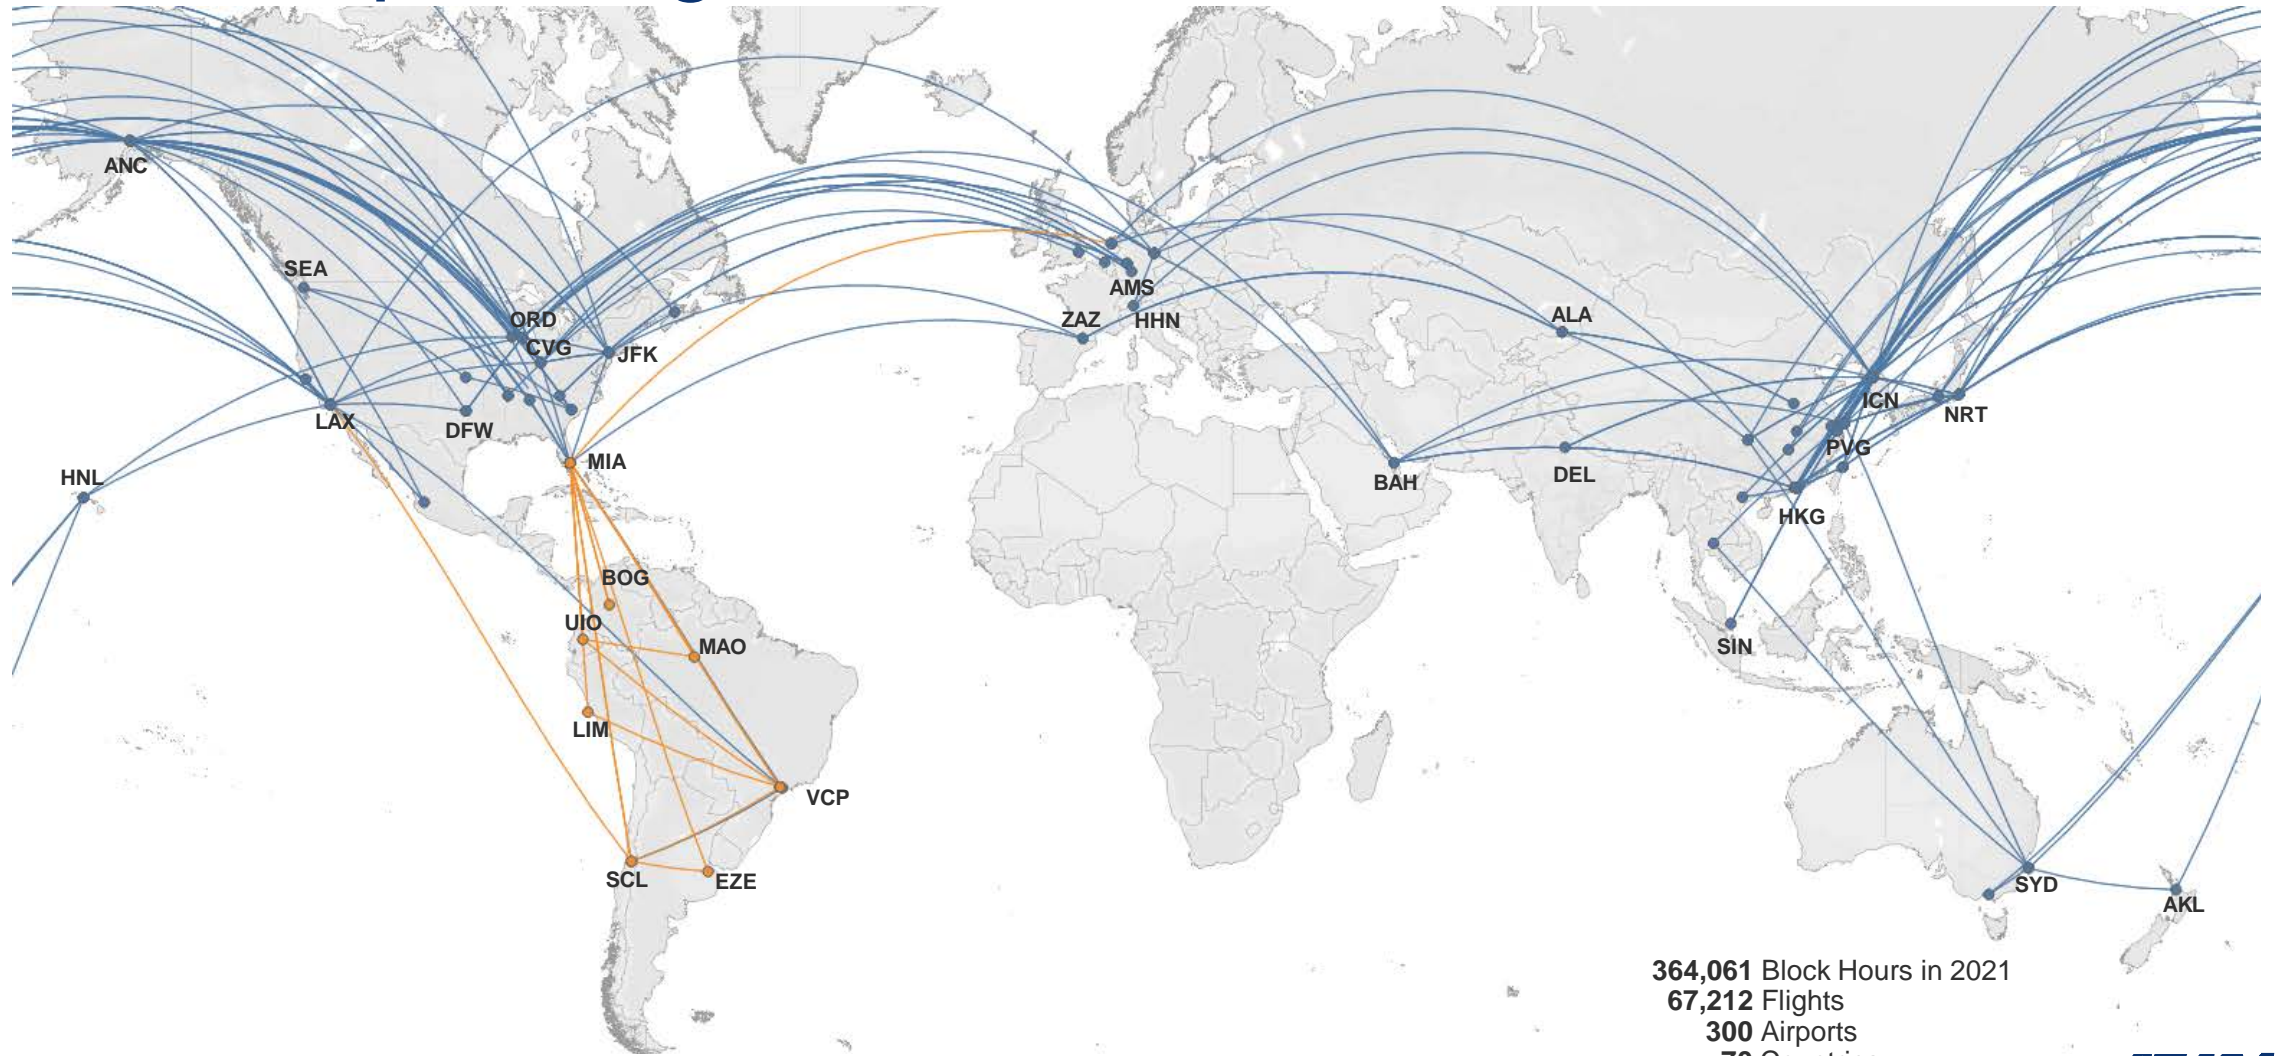 ANC
SEA
ORD
CVG
JFK
AMS
ZAZ
HHN
ALA
LAX
DFW
ICN
NRT
PVG
MIA
HNL
BAH
DEL
HKG
BOG
UIO
MAO
SIN
LIM
VCP
SCL
EZE
SYD
AKL
364,061 Block Hours in 2021
67,212 Flights
300 Airports